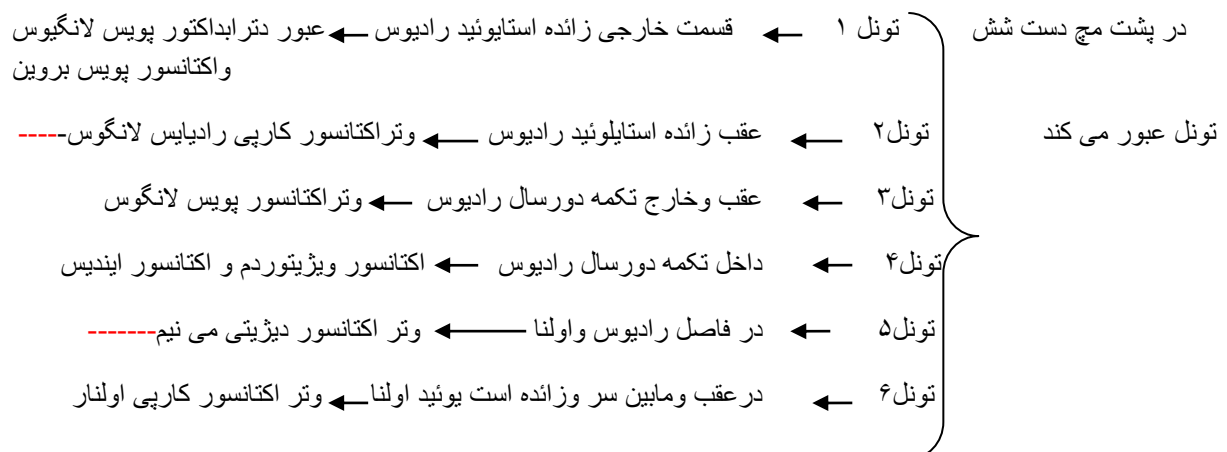 در پشت مچ دست شش
تونل ۱ ← قسمت خارجی زائده استایوئید رادیوس ← عبور دترابداکتور پویس لانگیوس
واکتانسور پویس بروین
تونل عبور می کند
تونل۲ ← عقب زائده استایلوئید رادیوس ← وتراکتانسور کارپی رادیایس لانگوس------
تونل۳ ← عقب وخارج تکمه دورسال رادیوس ← وتراکتانسور پویس لانگوس
تونل۴ ← داخل تکمه دورسال رادیوس ← اکتانسور ویژیتوردم و اکتانسور ایندیس
تونل۵ ← در فاصل رادیوس واولنا ← وتر اکتانسور دیژیتی می نیم-------
تونل۶ ← درعقب ومابین سر وزائده است یوئید اولنا ← وتر اکتانسور کارپی اولنار